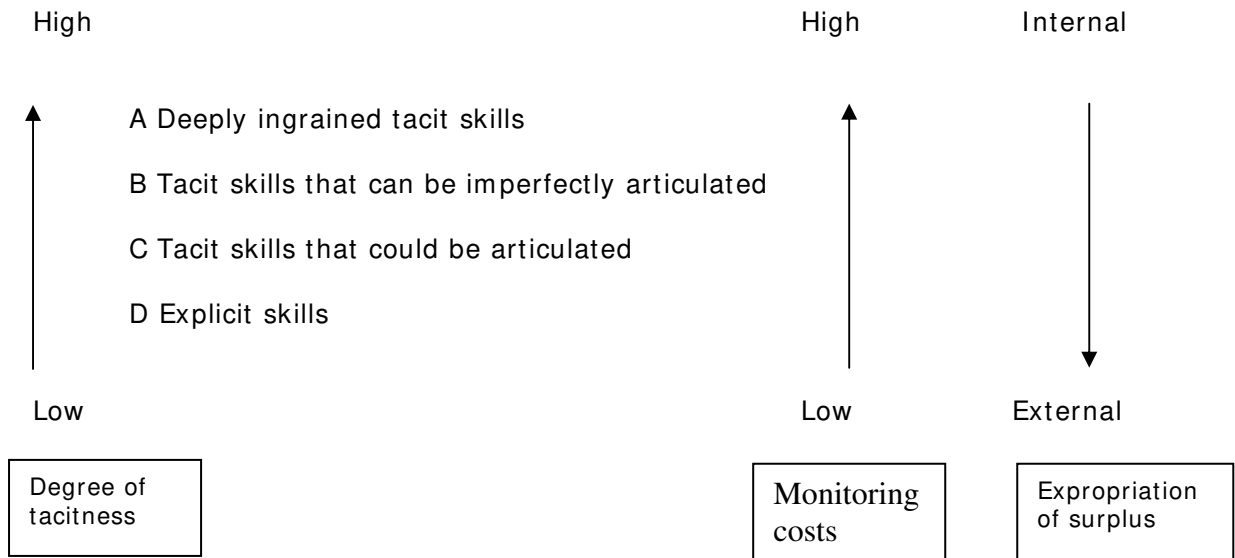 High High Internal
A Deeply ingrained tacit skills
B Tacit skills that can be imperfectly articulated
C Tacit skills that could be articulated
D Explicit skills
Low Low External
Degree of
tacitness
Monitoring
costs
Expropriation
of surplus